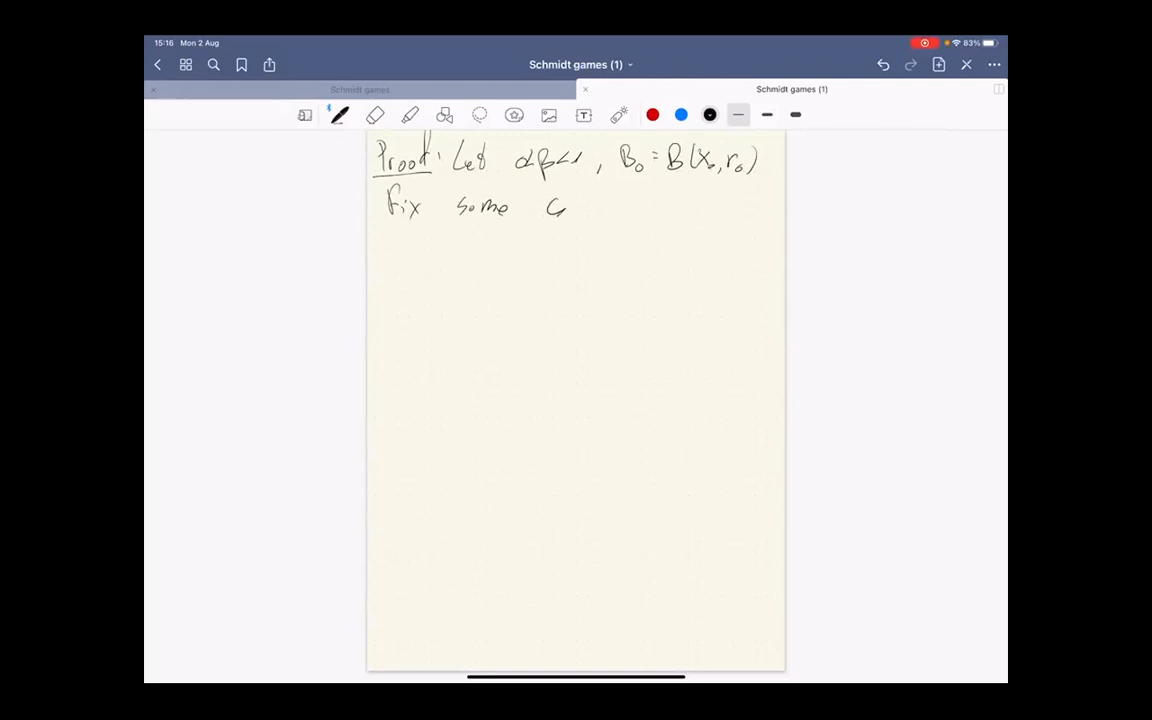 15:16 Mon 2 Aug 83%
Schmidt games (1)
Schmidt games
Schmidt games (1)
Proof: Let α,β<1, B₀ = B(x₀, r₀)
Fix some